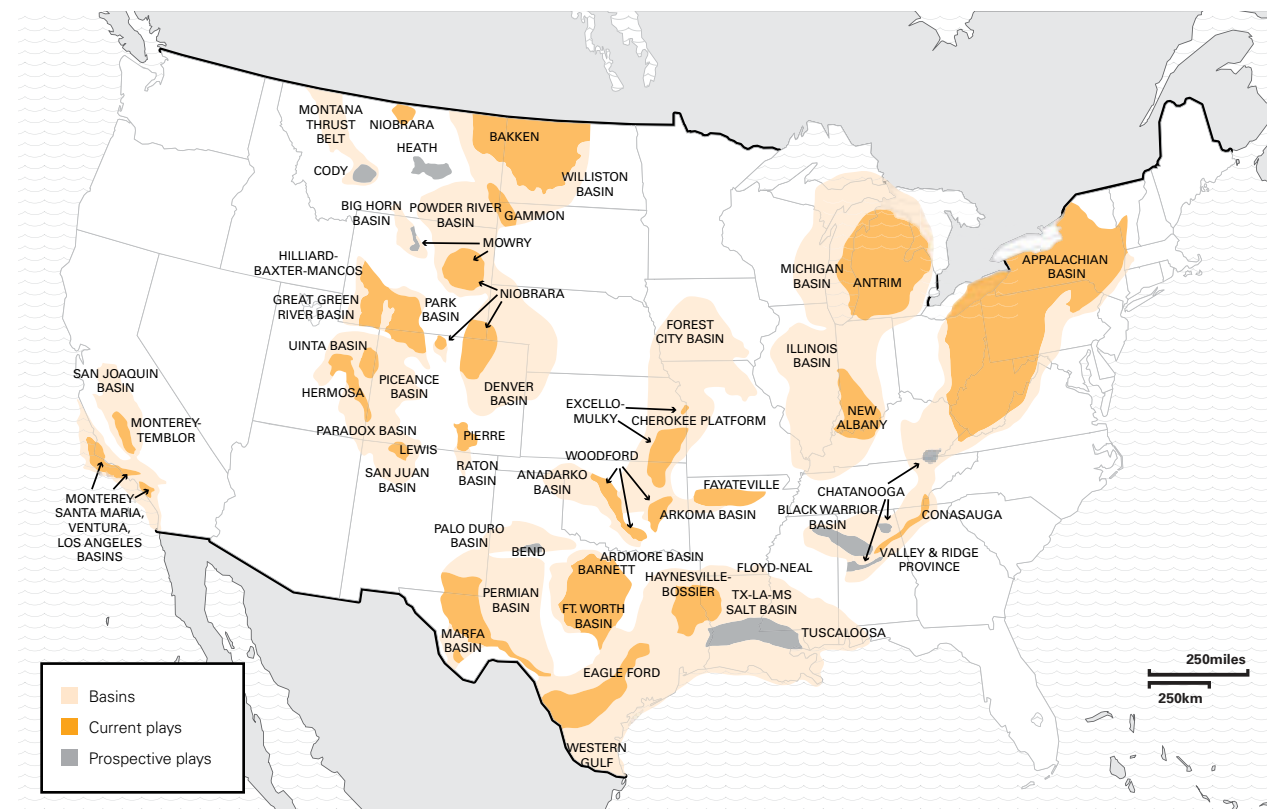 MONTANA
THRUST
BELT
NIOBRARA
HEATH
CODY
BAKKEN
WILLISTON
BASIN
BIG HORN
BASIN
POWDER RIVER
BASIN
GAMMON
MOWRY
HILLIARD-
BAXTER-MANCOS
NIOBRARA
GREAT GREEN
RIVER BASIN
PARK
BASIN
UINTA BASIN
HERMOSA
PICEANCE
BASIN
DENVER
BASIN
PARADOX BASIN
SAN JOAQUIN
BASIN
MONTEREY-
TEMBLOR
MONTEREY-
SANTA MARIA,
VENTURA,
LOS ANGELES
BASINS
LEWIS
SAN JUAN
BASIN
PIERRE
RATON
BASIN
MICHIGAN
BASIN
ANTRIM
APPALACHIAN
BASIN
FOREST
CITY BASIN
ILLINOIS
BASIN
NEW
ALBANY
EXCELLO-
MULKY
CHEROKEE PLATFORM
WOODFORD
ANADARKO
BASIN
FAYATEVILLE
ARKOMA BASIN
CHATANOOGA
BLACK WARRIOR
BASIN
CONASAUGA
VALLEY & RIDGE
PROVINCE
PALO DURO
BASIN
BEND
ARDMORE BASIN
BARNETT
FLOYD-NEAL
HAYNESVILLE-
BOSSIER
TX-LA-MS
SALT BASIN
PERMIAN
BASIN
FT. WORTH
BASIN
TUSCALOOSA
MARFA
BASIN
EAGLE FORD
WESTERN
GULF
Basins
Current plays
Prospective plays
250miles
250km